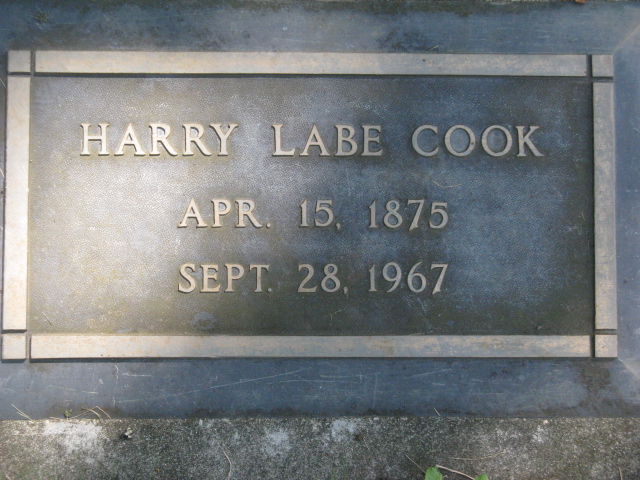 HARRY LABE COOK
APR. 15, 1875
SEPT. 28, 1967